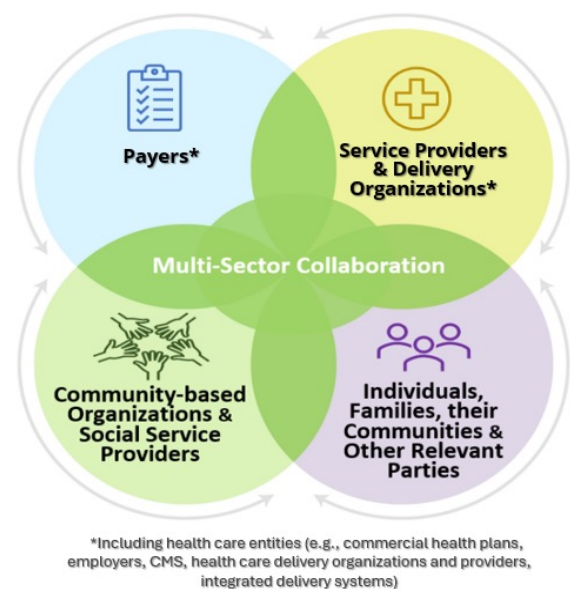 Payers*
Service Providers
& Delivery
Organizations*
Multi-Sector Collaboration
Community-based
Organizations &
Social Service
Providers
Individuals,
Families, their
Communities &
Other Relevant
Parties
*Including health care entities (e.g., commercial health plans,
employers, CMS, health care delivery organizations and providers,
integrated delivery systems)